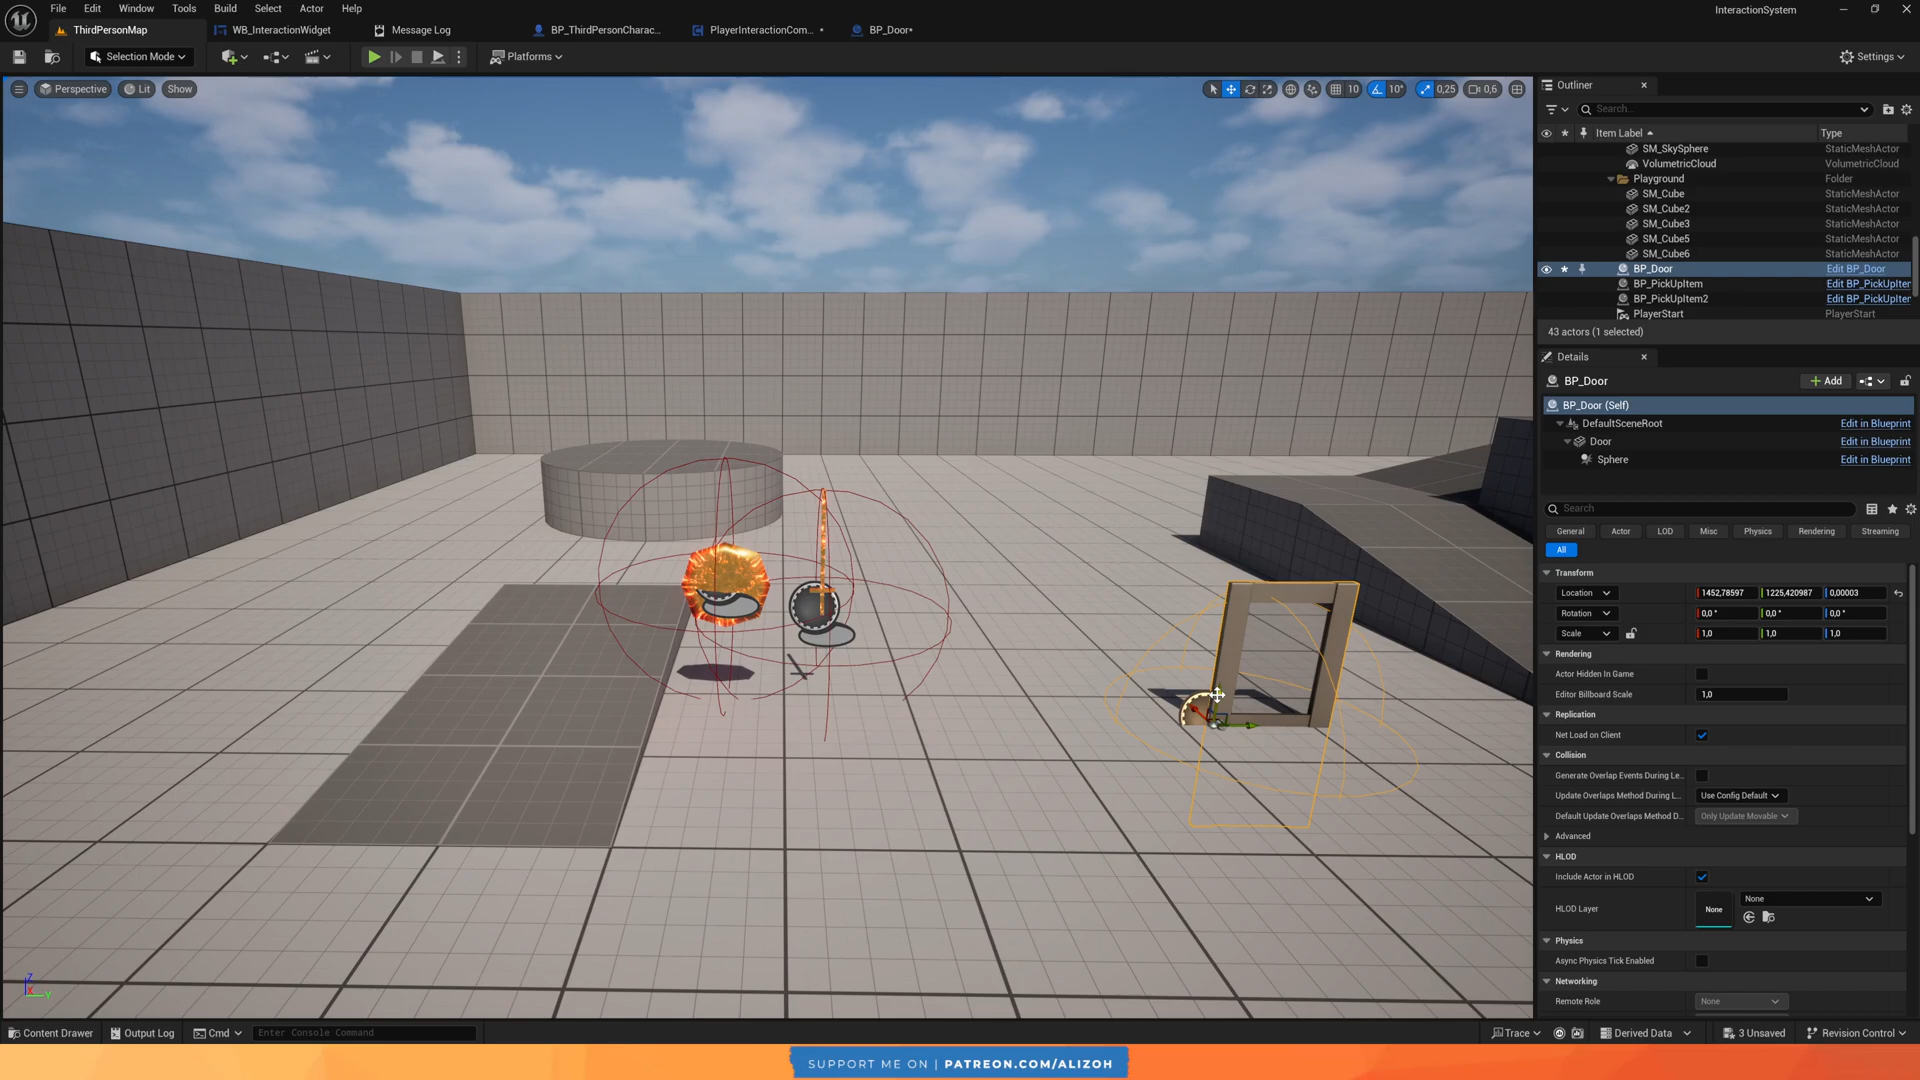 File Edit Window Tools Build Select Actor Help
InteractionSystem
ThirdPersonMap WB_InteractionWidget Message Log BP_ThirdPersonCharac... PlayerInteractionCom... • BP_Door•
Selection Mode Platforms Settings
Perspective Lit Show 10 10° 0,25 0,6
Outliner
Search...
Item Label Type
SM_SkySphere StaticMeshActor
VolumetricCloud VolumetricCloud
Playground Folder
SM_Cube StaticMeshActor
SM_Cube2 StaticMeshActor
SM_Cube3 StaticMeshActor
SM_Cube5 StaticMeshActor
SM_Cube6 StaticMeshActor
BP_Door Edit BP_Door
BP_PickUpItem Edit BP_PickUpIter
BP_PickUpItem2 Edit BP_PickUpIter
PlayerStart PlayerStart
43 actors (1 selected)
Details
BP_Door Add
BP_Door (Self)
DefaultSceneRoot Edit in Blueprint
Door Edit in Blueprint
Sphere Edit in Blueprint
Search
General Actor LOD Misc Physics Rendering Streaming
All
Transform
Location 1452,78597 1225,420987 0,00003
Rotation 0,0 ° 0,0 ° 0,0 °
Scale 1,0 1,0 1,0
Rendering
Actor Hidden In Game
Editor Billboard Scale 1,0
Replication
Net Load on Client
Collision
Generate Overlap Events During Le...
Update Overlaps Method During L... Use Config Default
Default Update Overlaps Method D... Only Update Movable
Advanced
HLOD
Include Actor in HLOD
HLOD Layer None None
Physics
Async Physics Tick Enabled
Networking
Remote Role None
Z
X Y
Content Drawer Output Log Cmd Enter Console Command Trace Derived Data 3 Unsaved Revision Control
SUPPORT ME ON | PATREON.COM/ALIZOH